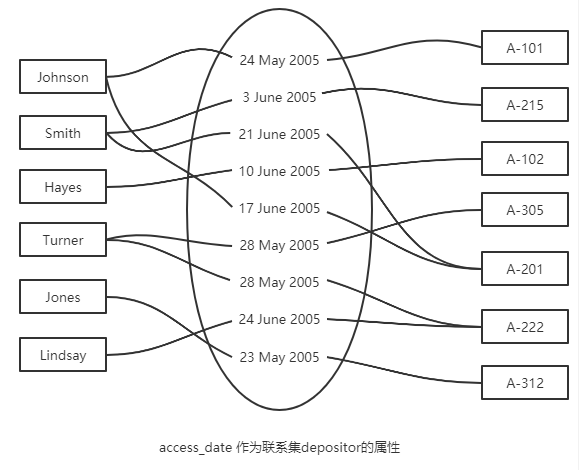 Johnson
Smith
Hayes
Turner
Jones
Lindsay
24 May 2005
3 June 2005
21 June 2005
10 June 2005
17 June 2005
28 May 2005
28 May 2005
24 June 2005
23 May 2005
A-101
A-215
A-102
A-305
A-201
A-222
A-312
access_date 作为联系集depositor的属性